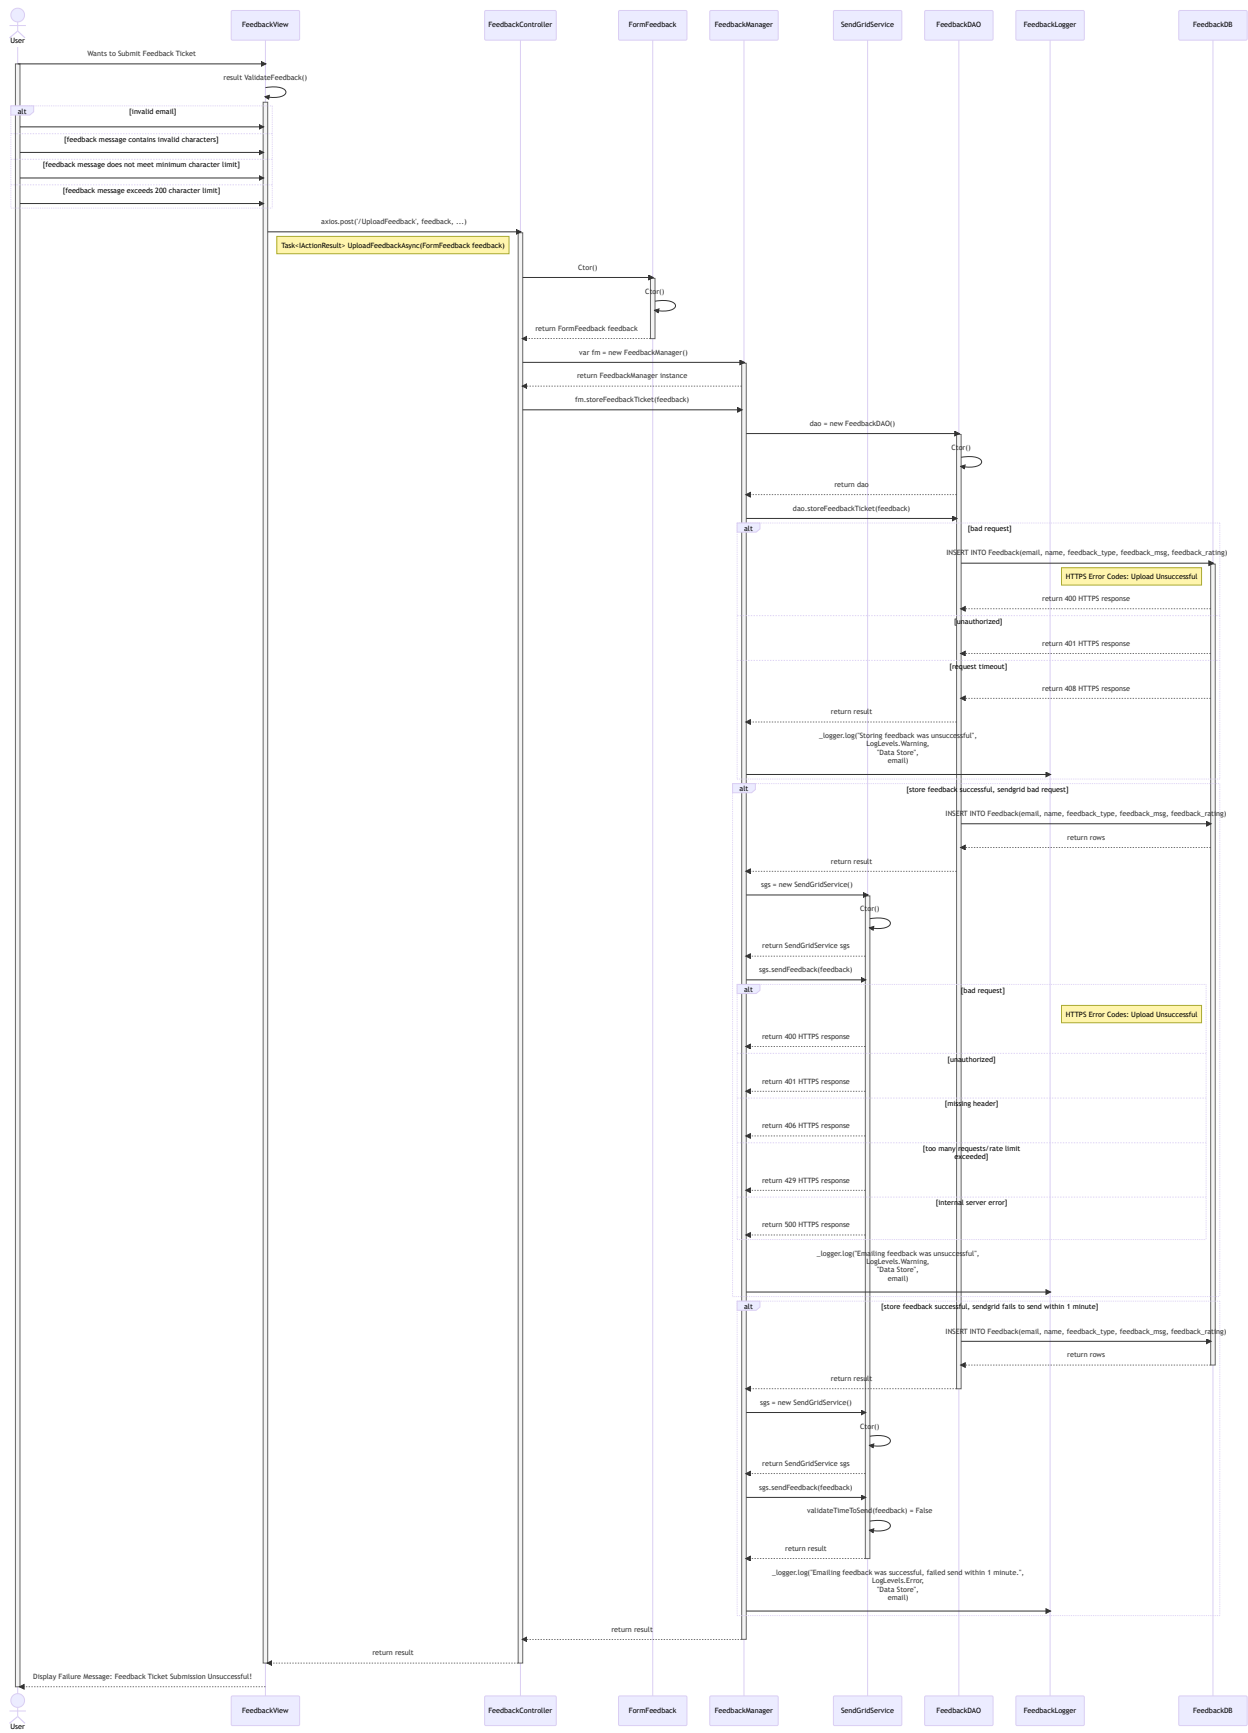 User
FeedbackView
FeedbackController
FormFeedback
FeedbackManager
SendGridService
FeedbackDAO
FeedbackLogger
FeedbackDB
Wants to Submit Feedback Ticket
result ValidateFeedback()
alt
[invalid email]
[feedback message contains invalid characters]
[feedback message does not meet minimum character limit]
[feedback message exceeds 200 character limit]
axios.post('/UploadFeedback', feedback, ...)
Task<IActionResult> UploadFeedbackAsync(FormFeedback feedback)
Ctor()
Ctor()
return FormFeedback feedback
var fm = new FeedbackManager()
return FeedbackManager instance
fm.storeFeedbackTicket(feedback)
dao = new FeedbackDAO()
Ctor()
return dao
dao.storeFeedbackTicket(feedback)
alt
[bad request]
INSERT INTO Feedback(email, name, feedback_type, feedback_msg, feedback_rating)
HTTPS Error Codes: Upload Unsuccessful
return 400 HTTPS response
[unauthorized]
return 401 HTTPS response
[request timeout]
return 408 HTTPS response
return result
_logger.log("Storing feedback was unsuccessful",
LogLevels.Warning,
"Data Store",
email)
alt
[store feedback successful, sendgrid bad request]
INSERT INTO Feedback(email, name, feedback_type, feedback_msg, feedback_rating)
return rows
return result
sgs = new SendGridService()
Ctor()
return SendGridService sgs
sgs.sendFeedback(feedback)
alt
[bad request]
HTTPS Error Codes: Upload Unsuccessful
return 400 HTTPS response
[unauthorized]
return 401 HTTPS response
[missing header]
return 406 HTTPS response
[too many requests/rate limit
exceeded]
return 429 HTTPS response
[internal server error]
return 500 HTTPS response
_logger.log("Emailing feedback was unsuccessful",
LogLevels.Warning,
"Data Store",
email)
alt
[store feedback successful, sendgrid fails to send within 1 minute]
INSERT INTO Feedback(email, name, feedback_type, feedback_msg, feedback_rating)
return rows
return result
sgs = new SendGridService()
Ctor()
return SendGridService sgs
sgs.sendFeedback(feedback)
validateTimeToSend(feedback) = False
return result
_logger.log("Emailing feedback was successful, failed send within 1 minute.",
LogLevels.Error,
"Data Store",
email)
return result
return result
Display Failure Message: Feedback Ticket Submission Unsuccessful!
User
FeedbackView
FeedbackController
FormFeedback
FeedbackManager
SendGridService
FeedbackDAO
FeedbackLogger
FeedbackDB